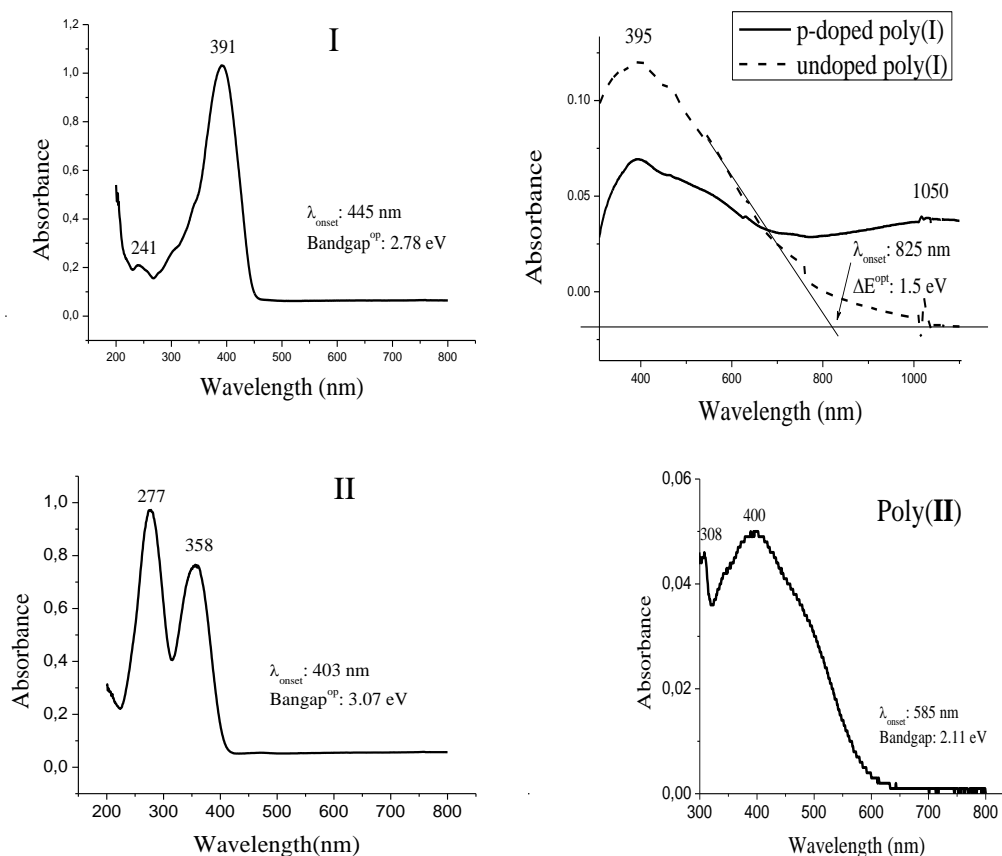 I
391
241
λonset: 445 nm
Bandgapop: 2.78 eV
1,2
1,0
0,8
0,6
0,4
0,2
0,0
Absorbance
200 300 400 500 600 700 800
Wavelength (nm)
p-doped poly(I)
undoped poly(I)
395
1050
λonset: 825 nm
ΔEopt: 1.5 eV
0.10
0.05
0.00
Absorbance
400 600 800 1000
Wavelength (nm)
II
277
358
λonset: 403 nm
Bangapop: 3.07 eV
1,0
0,8
0,6
0,4
0,2
0,0
Absorbance
100 200 300 400 500 600 700 800
Wavelength(nm)
Poly(II)
308
400
λonset: 585 nm
Bandgap: 2.11 eV
0,06
0,04
0,02
0,00
Absorbance
300 400 500 600 700 800
Wavelength (nm)